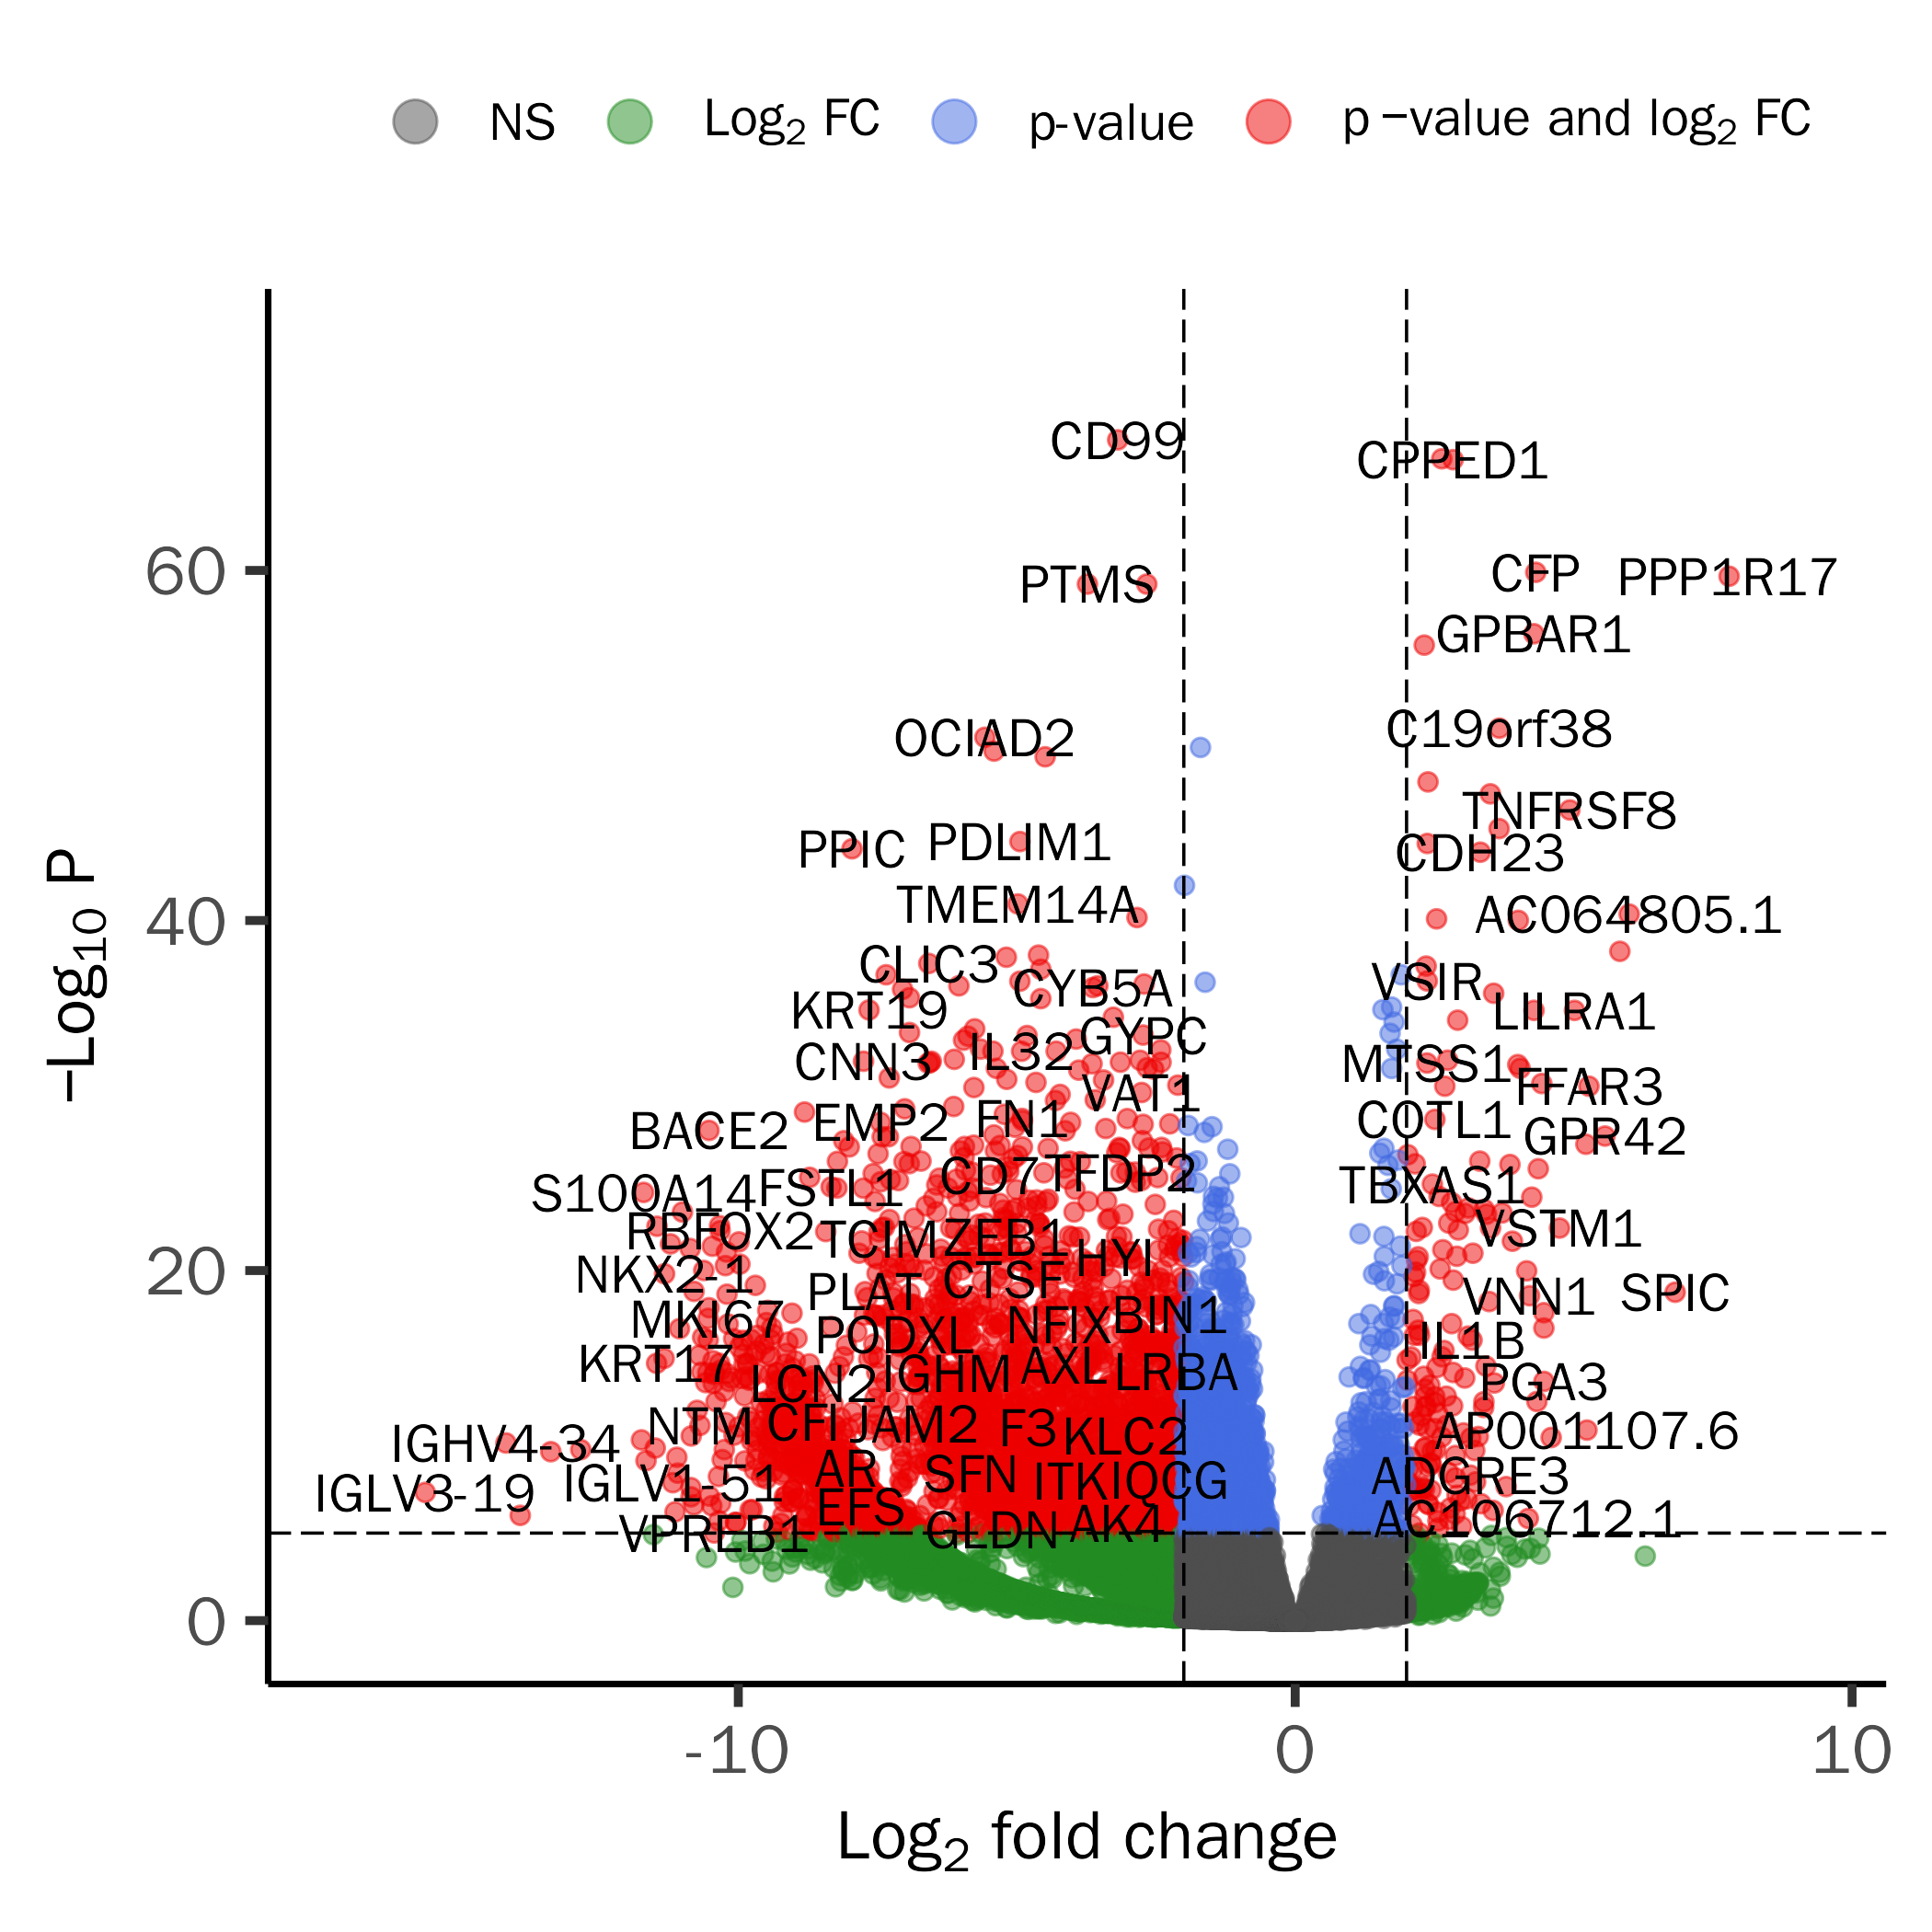 NS Log2 FC p-value p −value and log2 FC
CD99
CPPED1
60
PTMS
CFP PPP1R17
GPBAR1
OCIAD2
C19orf38
TNFRSF8
PPIC PDLIM1
CDH23
−Log10 P
40
TMEM14A
AC064805.1
CLIC3
CYB5A
VSIR
KRT19
LILRA1
GYPC
CNN3 IL32
MTSS1
FFAR3
VAT1
BACE2 EMP2 FN1
COTL1
GPR42
CD7 TFDP2
S100A14 FSTL1
TBXAS1
RBFOX2 TCIM ZEB1
VSTM1
20
NKX2-1 CTSF HYI
PLAT
VNN1 SPIC
MKI67 PODXL NFIX BIN1
IL1B
KRT17 LCN2 IGHM AXL LRBA
PGA3
NTM CFI JAM2 F3 KLC2
AP001107.6
IGHV4-34
AR SFN ITK IQCG
ADGRE3
IGLV3-19 IGLV1-51
EFS
AC106712.1
VPREB1 GLDN AK4
0
-10 0 10
Log2 fold change